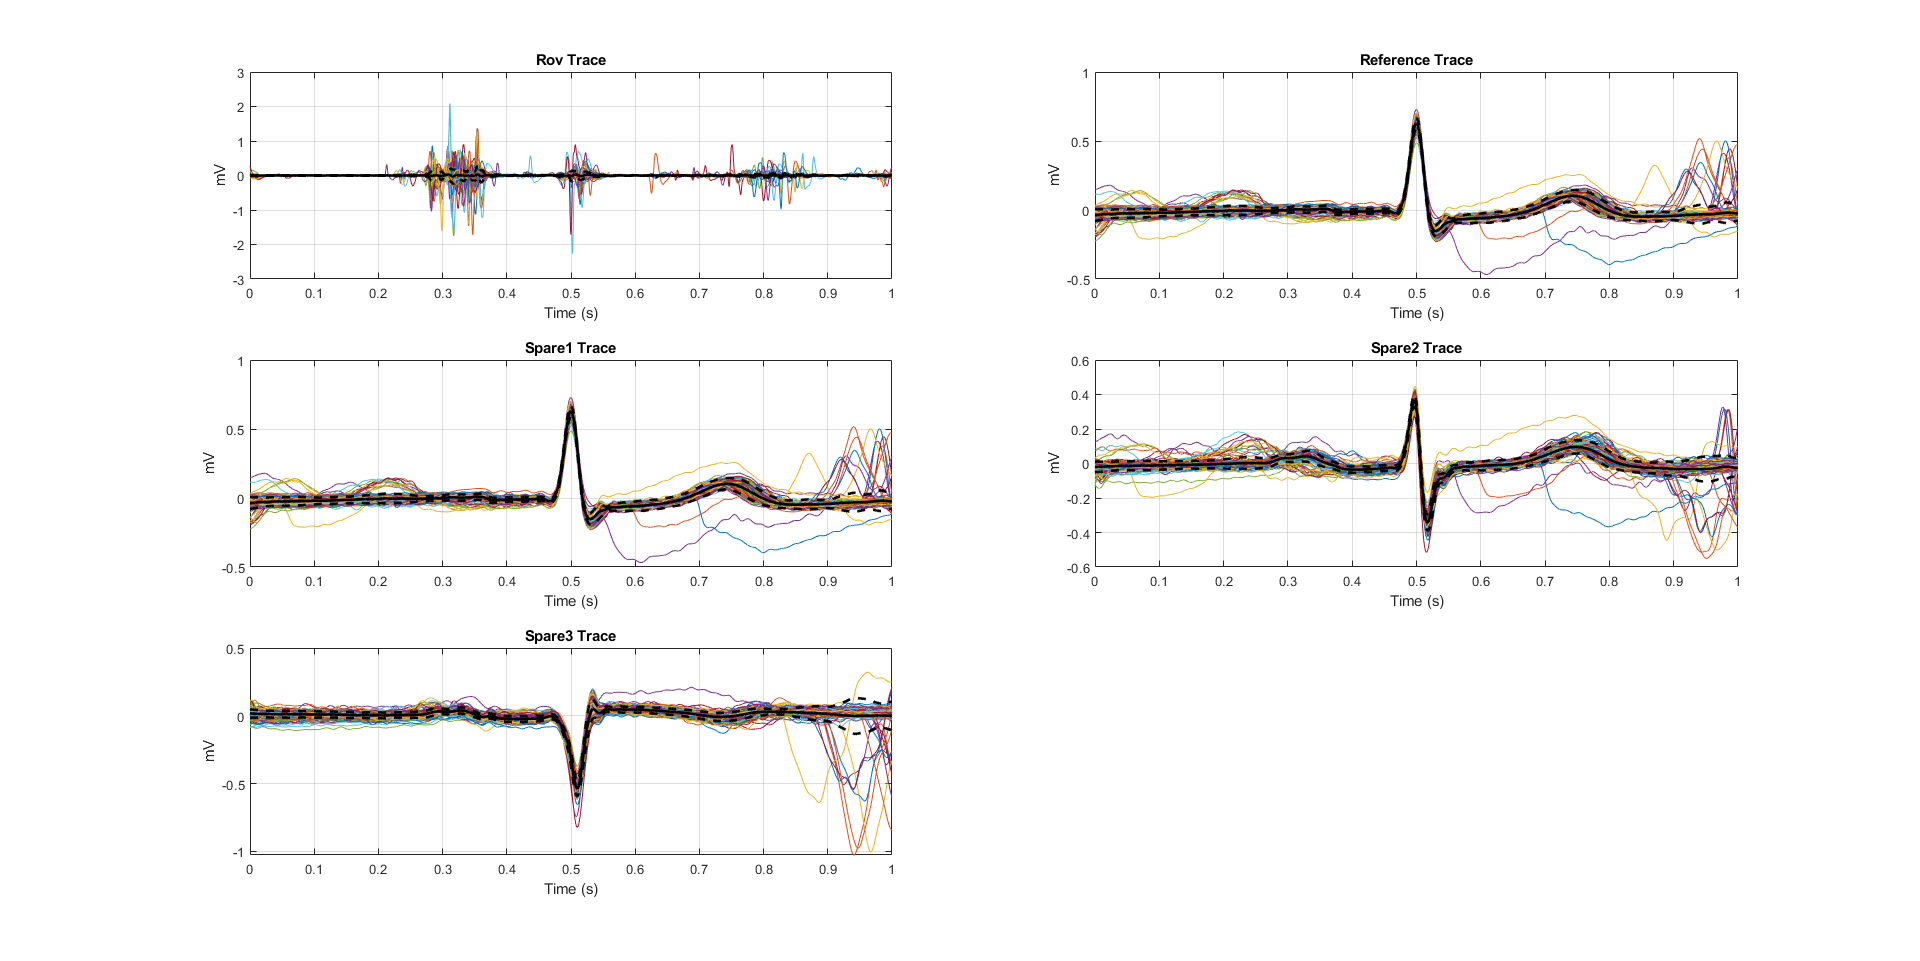 Rov Trace
3
2
1
0
-1
-2
-3
mV
0 0.1 0.2 0.3 0.4 0.5 0.6 0.7 0.8 0.9 1
Time (s)
Reference Trace
1
0.5
0
-0.5
mV
0 0.1 0.2 0.3 0.4 0.5 0.6 0.7 0.8 0.9 1
Time (s)
Spare1 Trace
1
0.5
0
-0.5
mV
0 0.1 0.2 0.3 0.4 0.5 0.6 0.7 0.8 0.9 1
Time (s)
Spare2 Trace
0.6
0.4
0.2
0
-0.2
-0.4
-0.6
mV
0 0.1 0.2 0.3 0.4 0.5 0.6 0.7 0.8 0.9 1
Time (s)
Spare3 Trace
0.5
0
-0.5
-1
mV
0 0.1 0.2 0.3 0.4 0.5 0.6 0.7 0.8 0.9 1
Time (s)